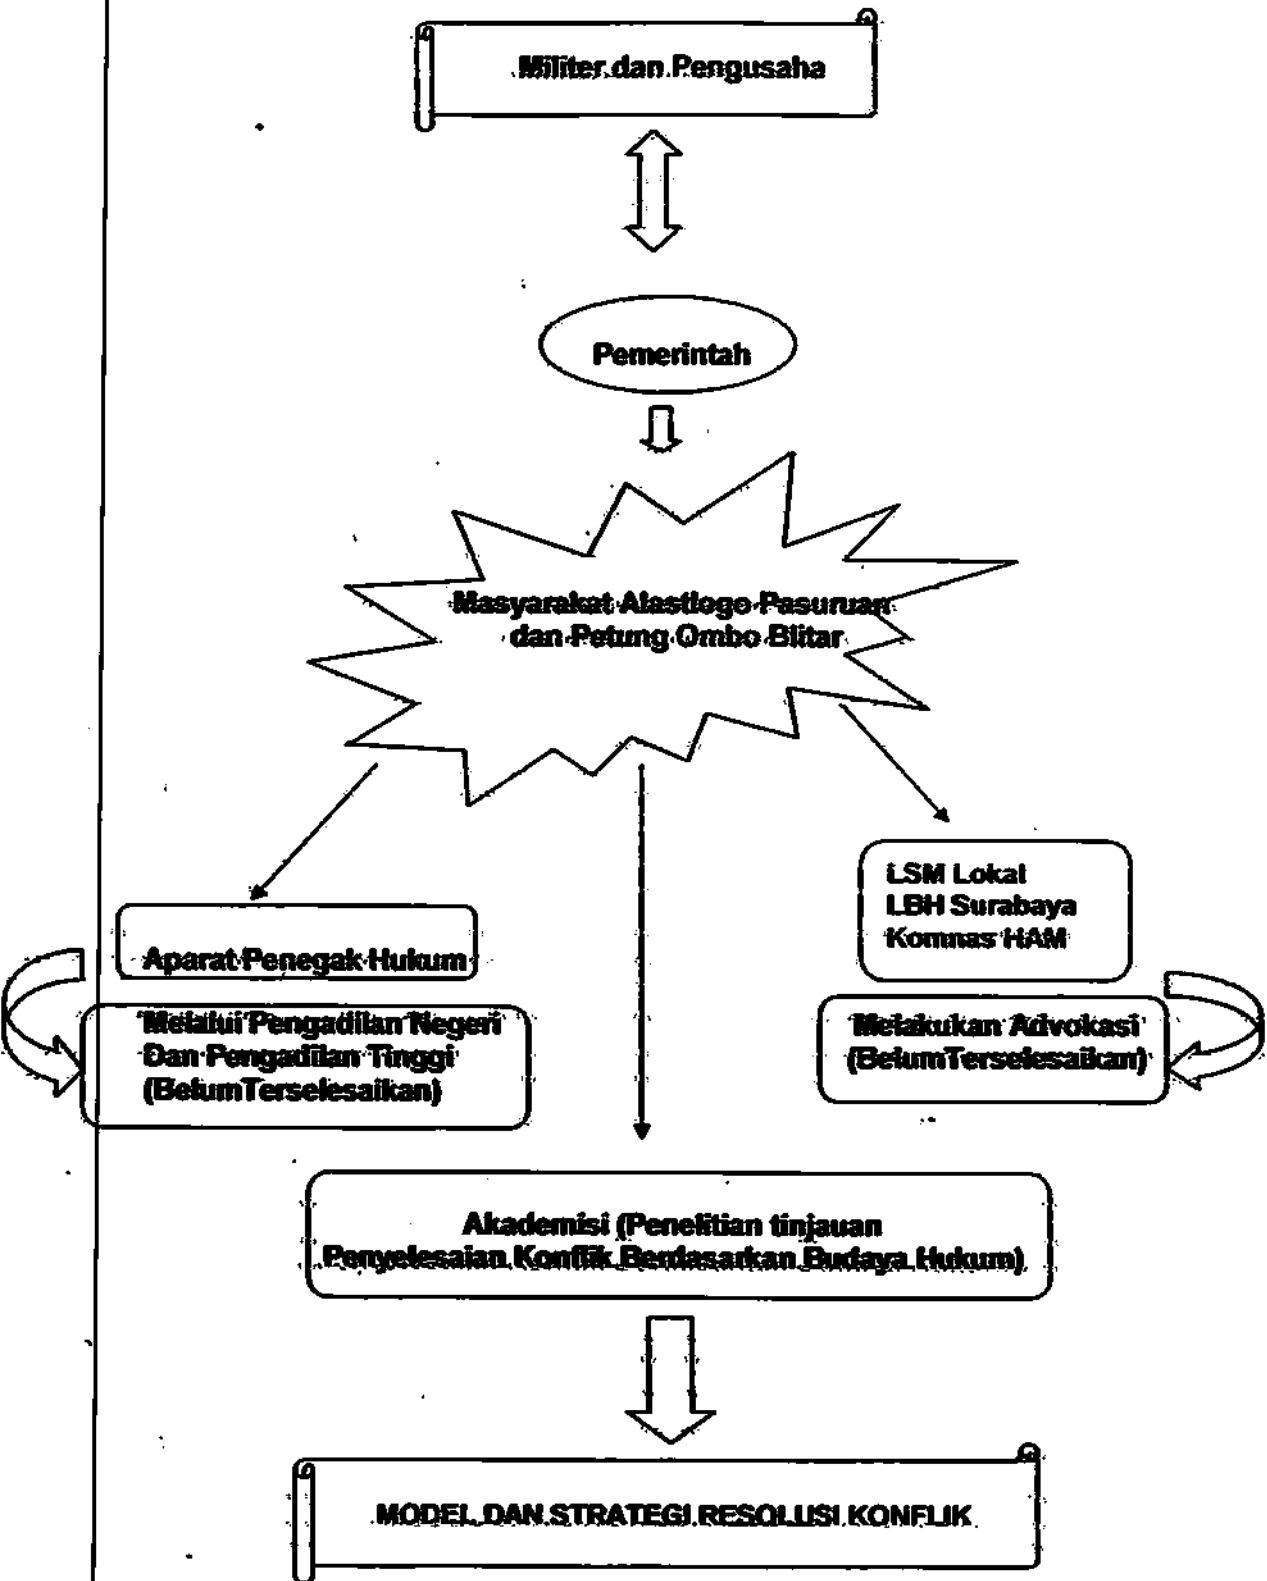 Militer dan Pengusaha
Pemerintah
Masyarakat Alastlogo Pasuruan
dan Petung Ombo Blitar
LSM Lokal
LBH Surabaya
Komnas HAM
Aparat Penegak Hukum
Melalui Pengadilan Negeri
Dan Pengadilan Tinggi
(BelumTerselesaikan)
Melakukan Advokasi
(BelumTerselesaikan)
Akademisi (Penelitian tinjauan
Penyelesaian Konflik Berdasarkan Budaya Hukum)
MODEL DAN STRATEGI RESOLUSI KONFLIK